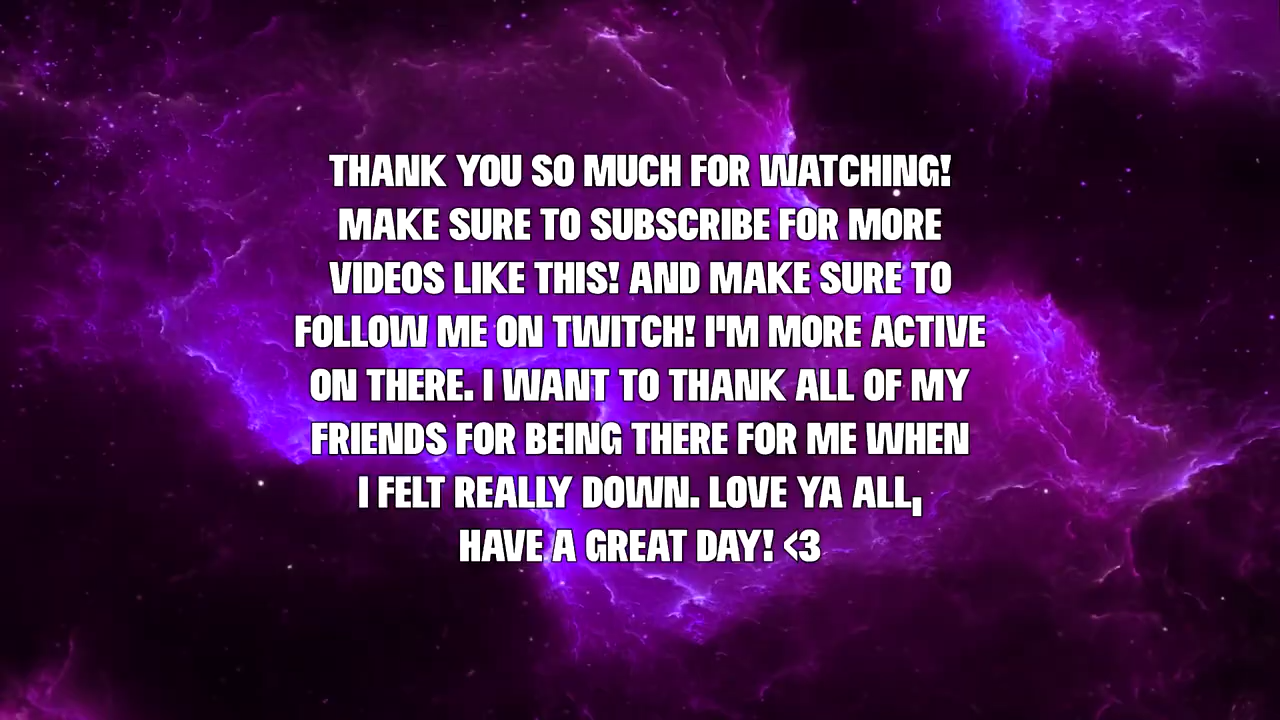 THANK YOU SO MUCH FOR WATCHING!
MAKE SURE TO SUBSCRIBE FOR MORE
VIDEOS LIKE THIS! AND MAKE SURE TO
FOLLOW ME ON TWITCH! I'M MORE ACTIVE
ON THERE. I WANT TO THANK ALL OF MY
FRIENDS FOR BEING THERE FOR ME WHEN
I FELT REALLY DOWN. LOVE YA ALL,
HAVE A GREAT DAY! <3